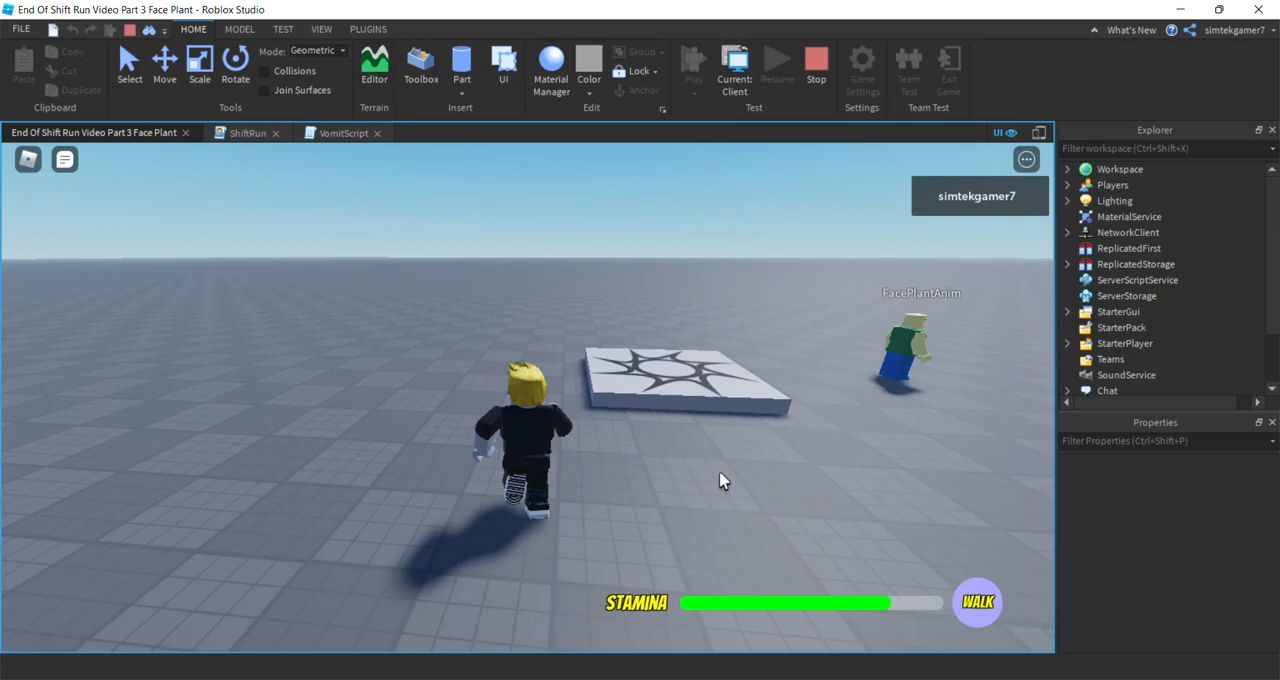 End Of Shift Run Video Part 3 Face Plant - Roblox Studio
FILE HOME MODEL TEST VIEW PLUGINS What's New simtekgamer7
Paste
Copy
Cut
Duplicate
Clipboard
Select
Move
Scale
Rotate
Mode: Geometric
Collisions
Join Surfaces
Tools
Editor
Terrain
Toolbox
Part
UI
Insert
Material
Manager
Color
Group
Lock
Anchor
Edit
Play
Current:
Client
Resume
Stop
Test
Game
Settings
Settings
Team
Test
Exit
Game
Team Test
End Of Shift Run Video Part 3 Face Plant
ShiftRun
VomitScript
UI
simtekgamer7
FacePlantAnim
STAMINA
WALK
Explorer
Filter workspace (Ctrl+Shift+X)
Workspace
Players
Lighting
MaterialService
NetworkClient
ReplicatedFirst
ReplicatedStorage
ServerScriptService
ServerStorage
StarterGui
StarterPack
StarterPlayer
Teams
SoundService
Chat
Properties
Filter Properties (Ctrl+Shift+P)